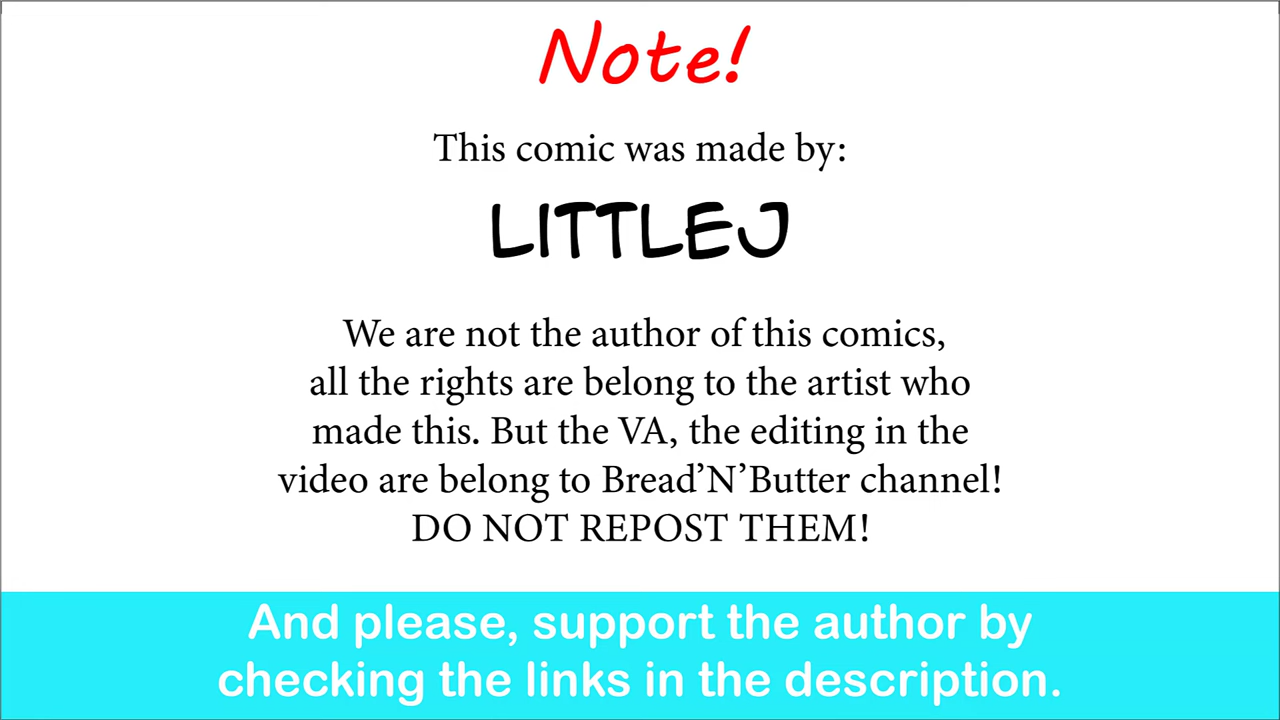 Note!
This comic was made by:
LITTLEJ
We are not the author of this comics,
all the rights are belong to the artist who
made this. But the VA, the editing in the
video are belong to Bread’N’Butter channel!
DO NOT REPOST THEM!
And please, support the author by
checking the links in the description.